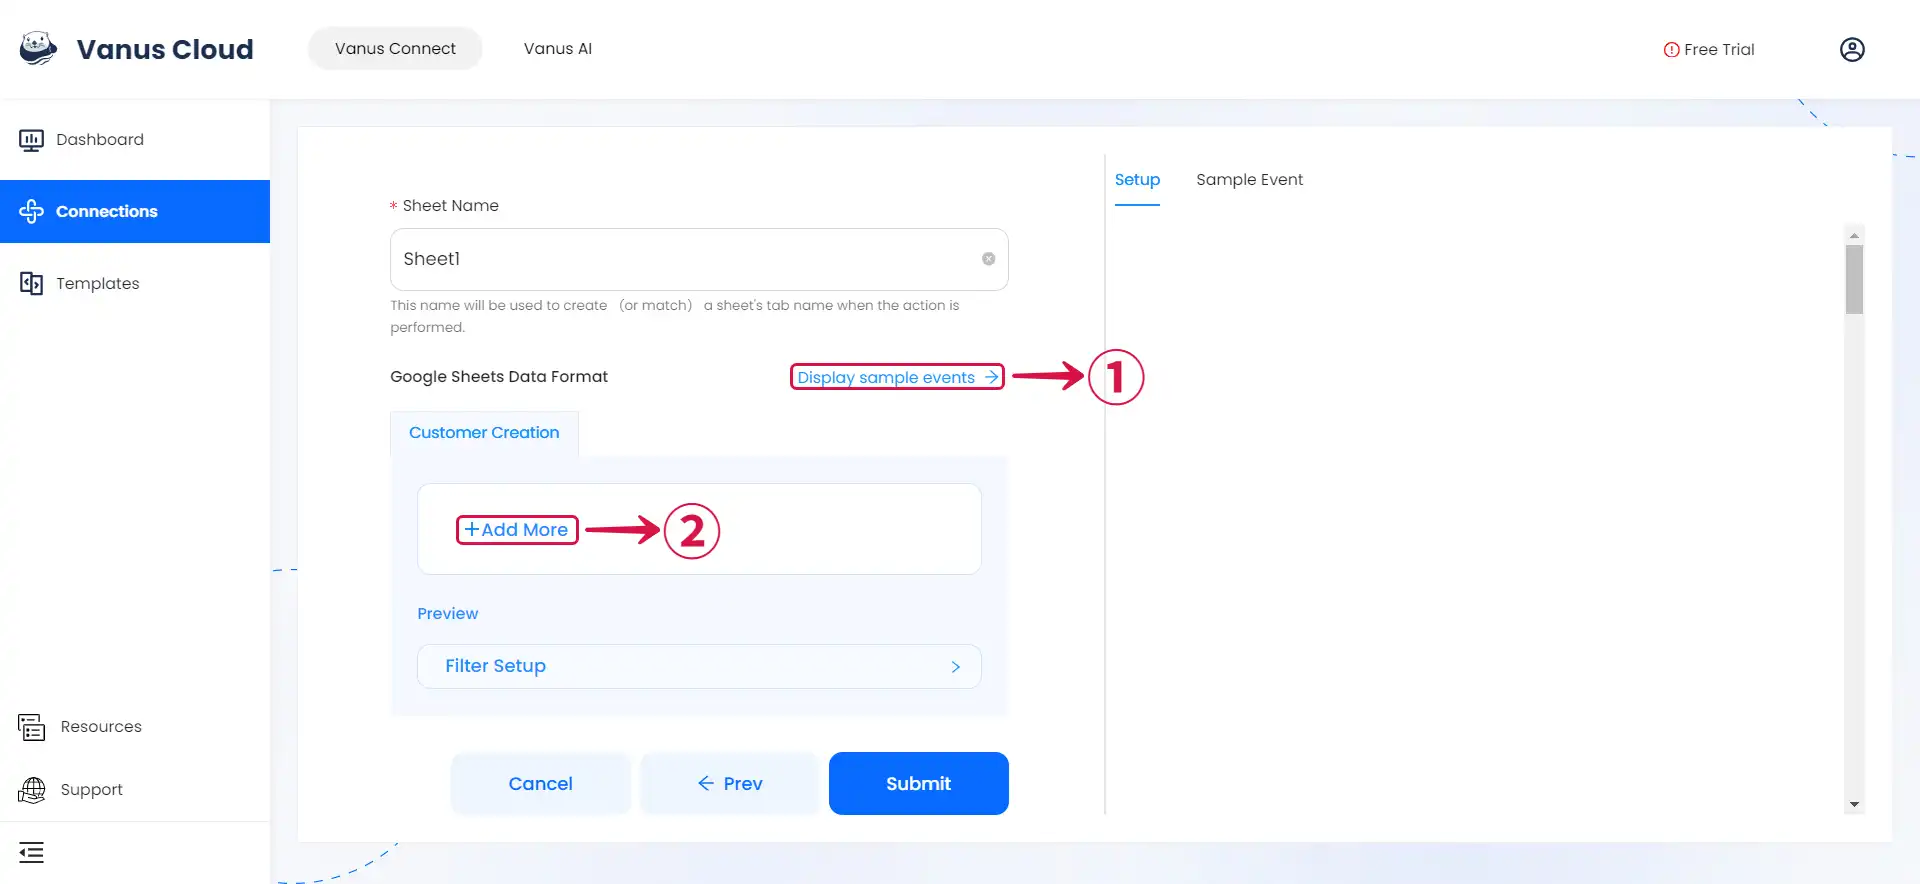 Vanus Cloud
Vanus Connect
Vanus AI
Free Trial
Dashboard
Connections
Templates
Resources
Support
* Sheet Name
Sheet1
This name will be used to create (or match) a sheet's tab name when the action is
performed.
Google Sheets Data Format
Display sample events →
1
Customer Creation
+Add More
2
Preview
Filter Setup >
Cancel
← Prev
Submit
Setup
Sample Event